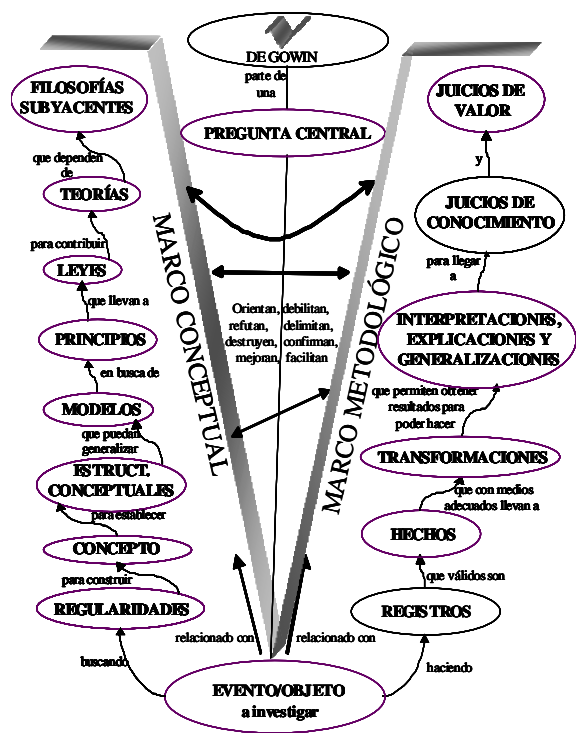 V
DE GOWIN
parte de
una
PREGUNTA CENTRAL
FILOSOFÍAS
SUBYACENTES
que dependen
de
TEORÍAS
para contribuir
LEYES
que llevan a
PRINCIPIOS
en busca de
MODELOS
que puedan
generalizar
ESTRUCT.
CONCEPTUALES
para establecer
CONCEPTO
para construir
REGULARIDADES
buscando
MARCO CONCEPTUAL
Orientan, debilitan,
refutan, delimitan,
destruyen, confirman,
mejoran, facilitan
MARCO METODOLÓGICO
JUICIOS DE
VALOR
y
JUICIOS DE
CONOCIMIENTO
para llegar
a
INTERPRETACIONES,
EXPLICACIONES Y
GENERALIZACIONES
que permiten obtener
resultados para
poder hacer
TRANSFORMACIONES
que con medios
adecuados llevan a
HECHOS
que válidos son
REGISTROS
haciendo
relacionado con
relacionado con
EVENTO/OBJETO
a investigar